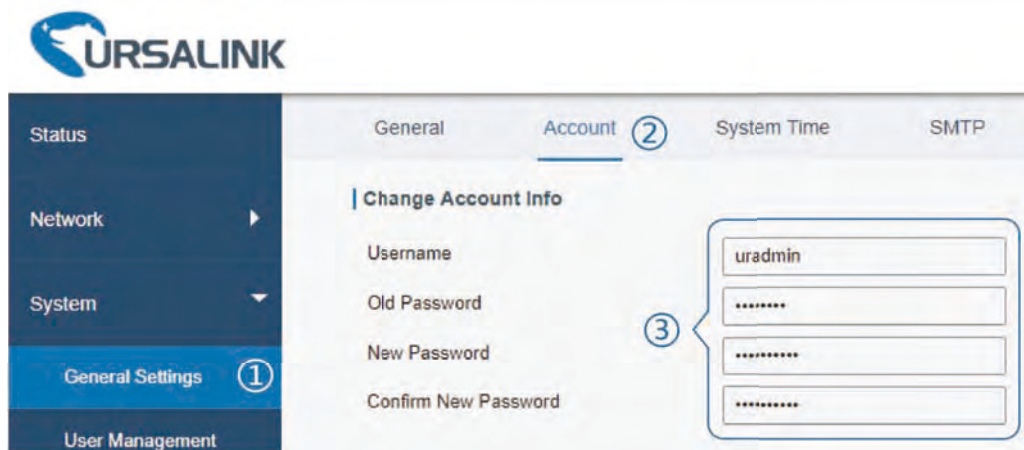 URSALINK
Status
General Account ② System Time SMTP
Change Account Info
Network
Username uradmin
System
Old Password ••••••••
③
New Password ••••••••••
General Settings ①
Confirm New Password ••••••••••
User Management